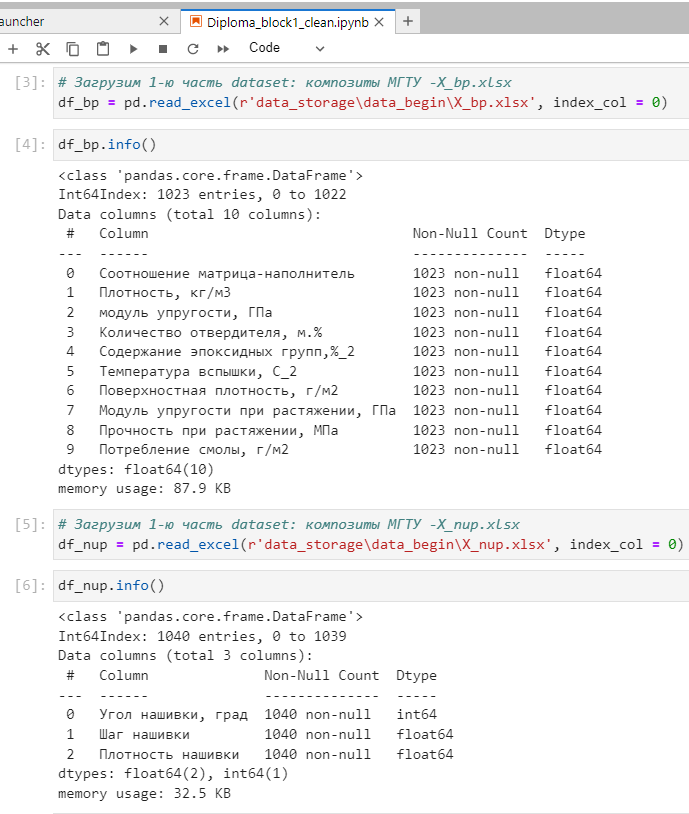 auncher
Diploma_block1_clean.ipynb
Code
[3]: # Загрузим 1-ю часть dataset: композиты МГТУ -X_bp.xlsx
df_bp = pd.read_excel(r'data_storage\data_begin\X_bp.xlsx', index_col = 0)
[4]: df_bp.info()
<class 'pandas.core.frame.DataFrame'>
Int64Index: 1023 entries, 0 to 1022
Data columns (total 10 columns):
 #   Column                                Non-Null Count  Dtype
---  ------                                --------------  -----
 0   Соотношение матрица-наполнитель       1023 non-null   float64
 1   Плотность, кг/м3                      1023 non-null   float64
 2   модуль упругости, ГПа                 1023 non-null   float64
 3   Количество отвердителя, м.%           1023 non-null   float64
 4   Содержание эпоксидных групп,%_2       1023 non-null   float64
 5   Температура вспышки, С_2              1023 non-null   float64
 6   Поверхностная плотность, г/м2         1023 non-null   float64
 7   Модуль упругости при растяжении, ГПа  1023 non-null   float64
 8   Прочность при растяжении, МПа         1023 non-null   float64
 9   Потребление смолы, г/м2               1023 non-null   float64
dtypes: float64(10)
memory usage: 87.9 KB
[5]: # Загрузим 1-ю часть dataset: композиты МГТУ -X_nup.xlsx
df_nup = pd.read_excel(r'data_storage\data_begin\X_nup.xlsx', index_col = 0)
[6]: df_nup.info()
<class 'pandas.core.frame.DataFrame'>
Int64Index: 1040 entries, 0 to 1039
Data columns (total 3 columns):
 #   Column              Non-Null Count  Dtype
---  ------              --------------  -----
 0   Угол нашивки, град  1040 non-null   int64
 1   Шаг нашивки         1040 non-null   float64
 2   Плотность нашивки   1040 non-null   float64
dtypes: float64(2), int64(1)
memory usage: 32.5 KB